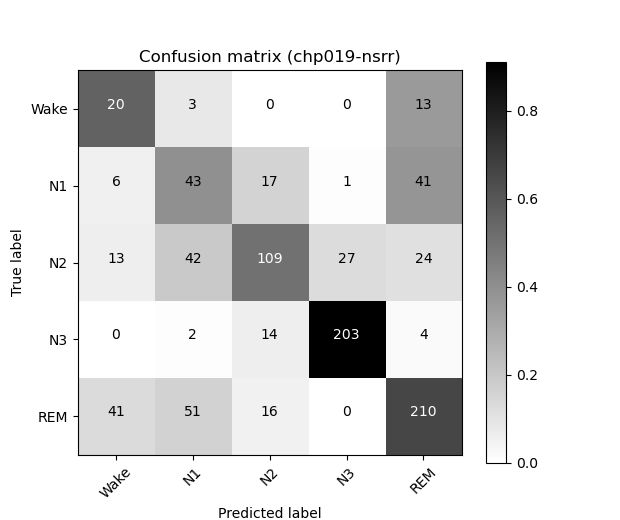 Confusion matrix (chp019-nsrr)
Wake 20 3 0 0 13
N1 6 43 17 1 41
N2 13 42 109 27 24
N3 0 2 14 203 4
REM 41 51 16 0 210
Wake N1 N2 N3 REM
Predicted label
True label
0.8
0.6
0.4
0.2
0.0